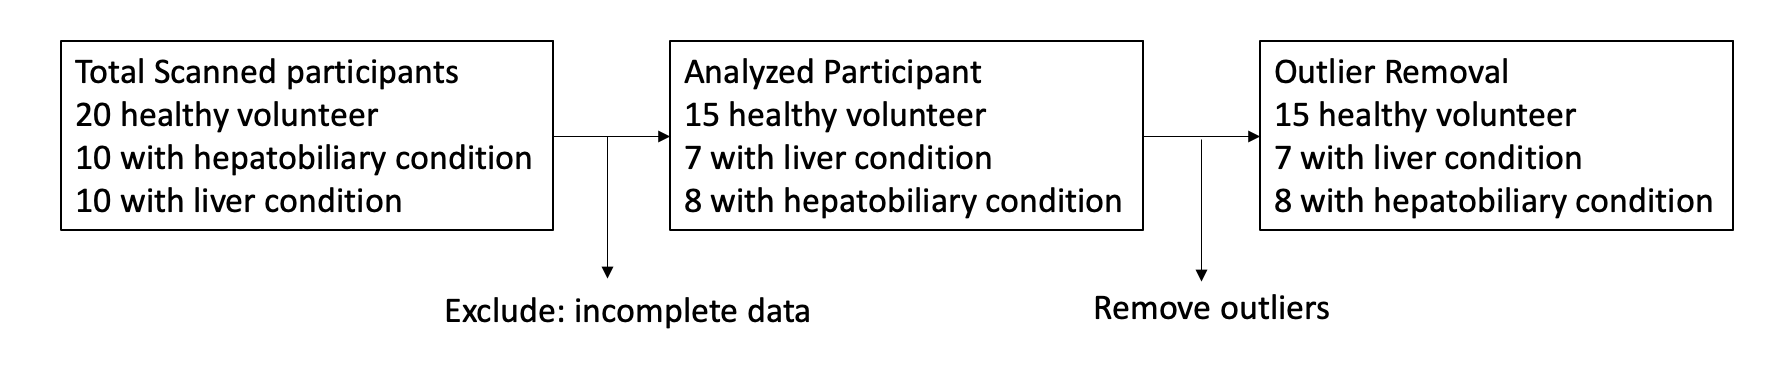 Total Scanned participants
20 healthy volunteer
10 with hepatobiliary condition
10 with liver condition
Exclude: incomplete data
Analyzed Participant
15 healthy volunteer
7 with liver condition
8 with hepatobiliary condition
Remove outliers
Outlier Removal
15 healthy volunteer
7 with liver condition
8 with hepatobiliary condition